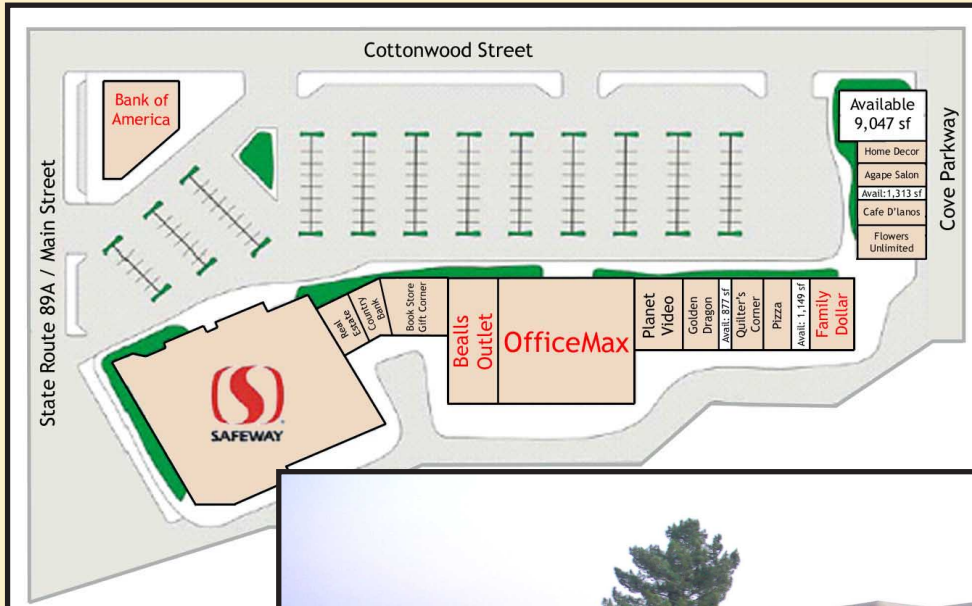 Cottonwood Street
State Route 89A / Main Street
Cove Parkway
Bank of
America
Available
9,047 sf
Home Decor
Agape Salon
Avail:1,313 sf
Cafe D'lanos
Flowers
Unlimited
SAFEWAY
Real
Estate
Country
Bank
Book Store
Gift Corner
Bealls
Outlet
OfficeMax
Planet
Video
Golden
Dragon
Avail: 877 sf
Quilter's
Corner
Pizza
Avail: 1,149 sf
Family
Dollar